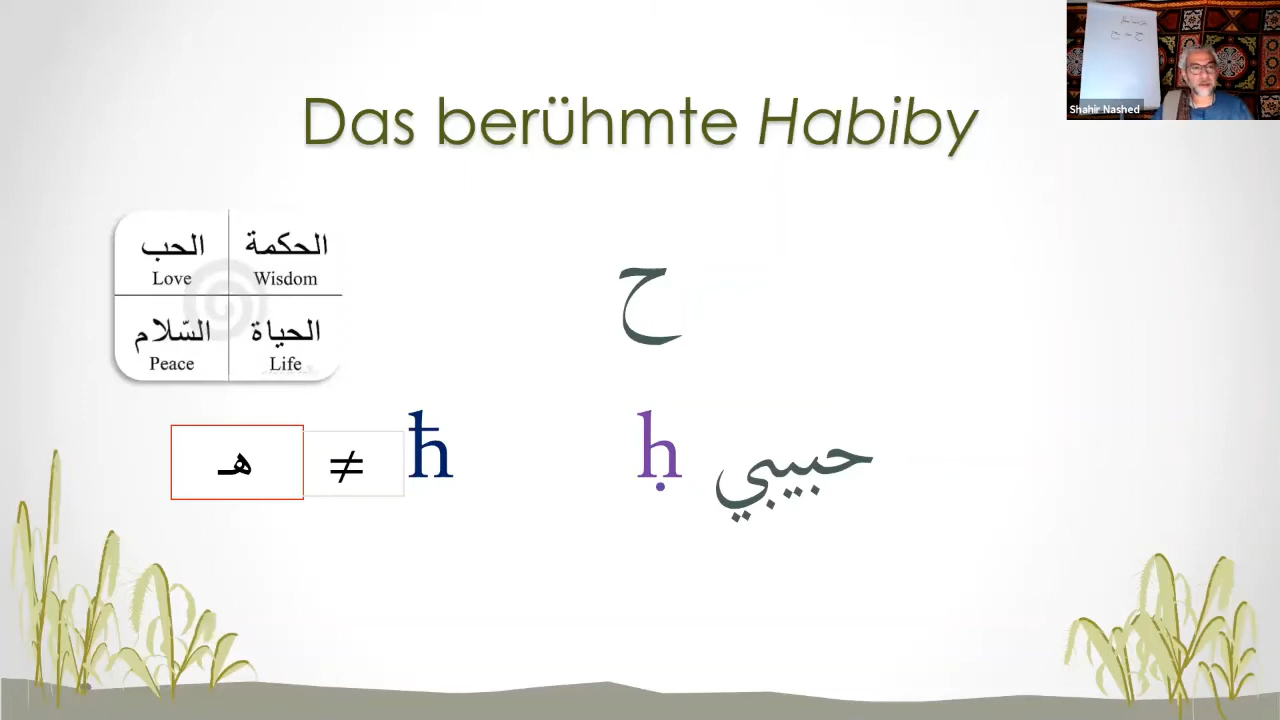 Das berühmte Habiby
Shahir Nashed
الحب
الحكمة
Love
Wisdom
السّلام
الحياة
Peace
Life
ح
هـ
≠
ħ
ḥ
حبيبي